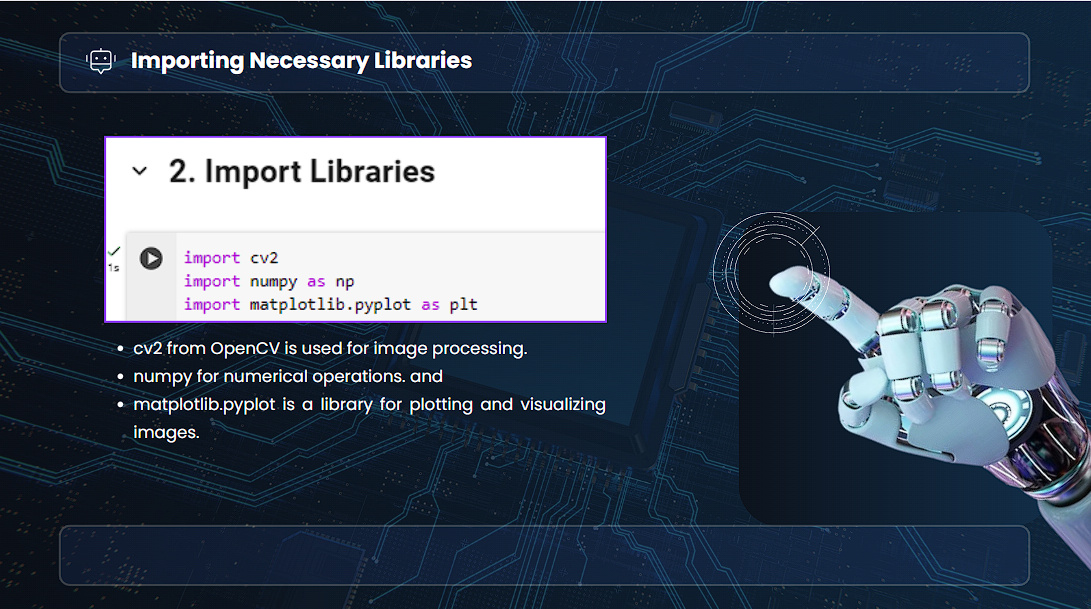 Importing Necessary Libraries
2. Import Libraries
1s
import cv2
import numpy as np
import matplotlib.pyplot as plt
• cv2 from OpenCV is used for image processing.
• numpy for numerical operations. and
• matplotlib.pyplot is a library for plotting and visualizing
images.